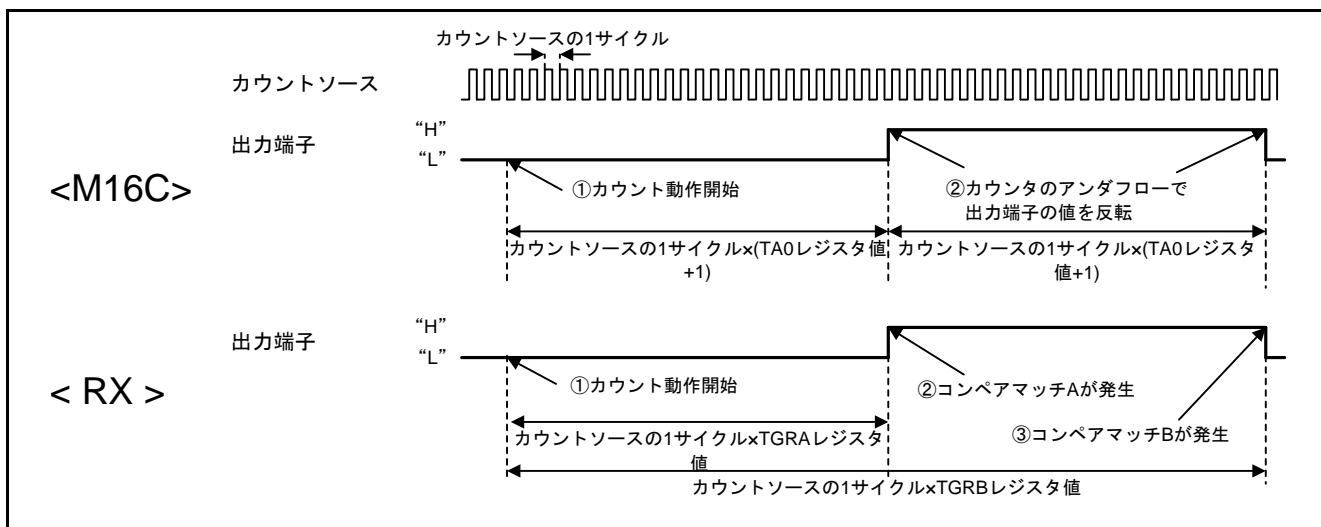 カウントソースの1サイクル
カウントソース
出力端子
“H”
“L”
<M16C>
①カウント動作開始
②カウンタのアンダフローで
出力端子の値を反転
カウントソースの1サイクル×(TA0レジスタ値
+1)
カウントソースの1サイクル×(TA0レジスタ
値+1)
出力端子
“H”
“L”
< RX >
①カウント動作開始
②コンペアマッチAが発生
③コンペアマッチBが発生
カウントソースの1サイクル×TGRAレジスタ
値
カウントソースの1サイクル×TGRBレジスタ値